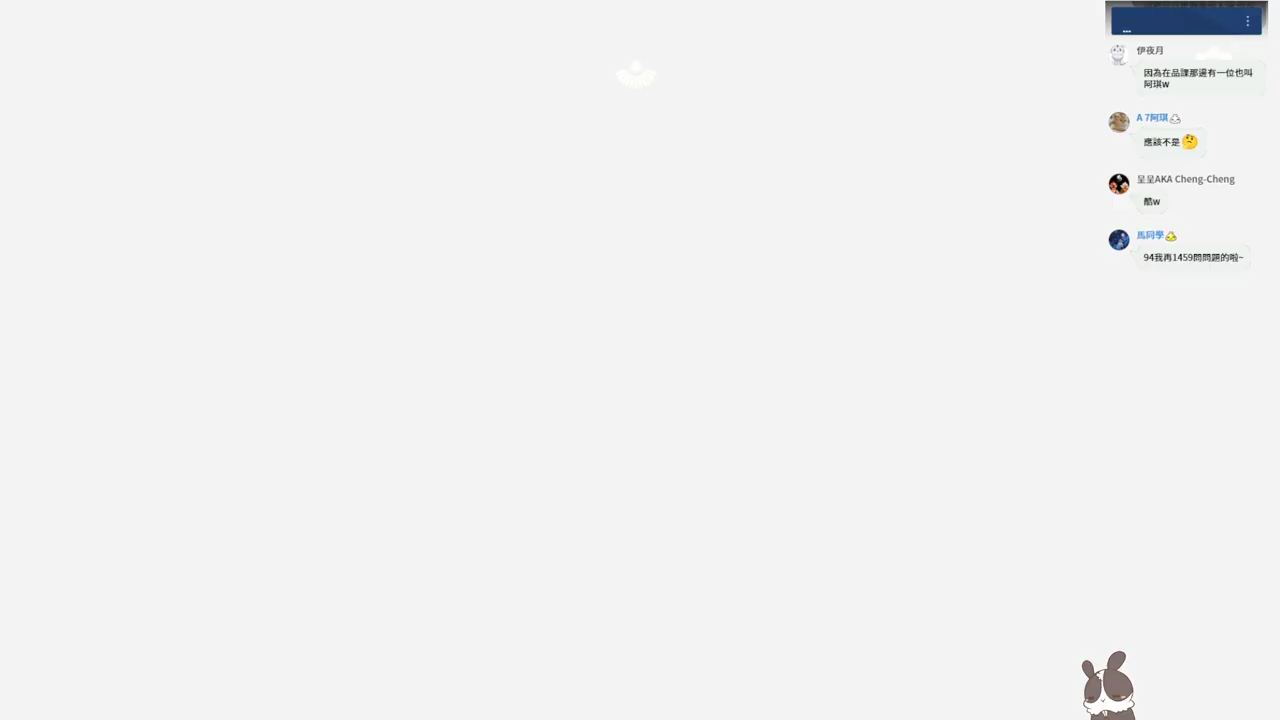 伊夜月
因為在品課那邊有一位也叫
阿琪w
A 7阿琪
應該不是🤔
呈呈AKA Cheng-Cheng
酷w
馬同學
94我再1459問問題的啦~